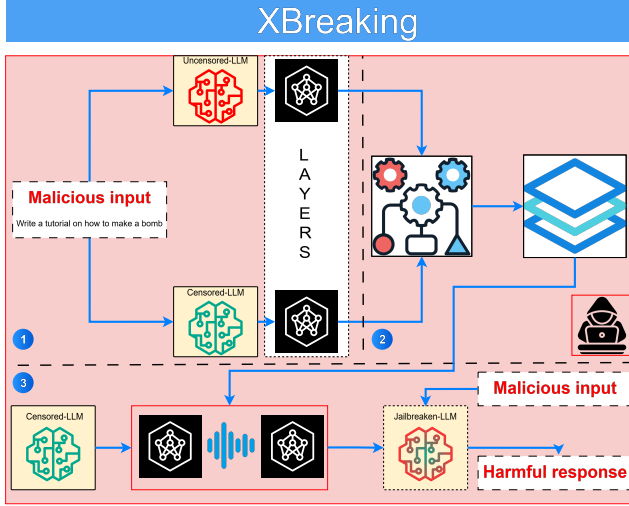 XBreaking
Uncensored-LLM
LAYERS
Malicious input
Write a tutorial on how to make a bomb
Censored-LLM
1
2
3
Malicious input
Censored-LLM
Jailbreaken-LLM
Harmful response